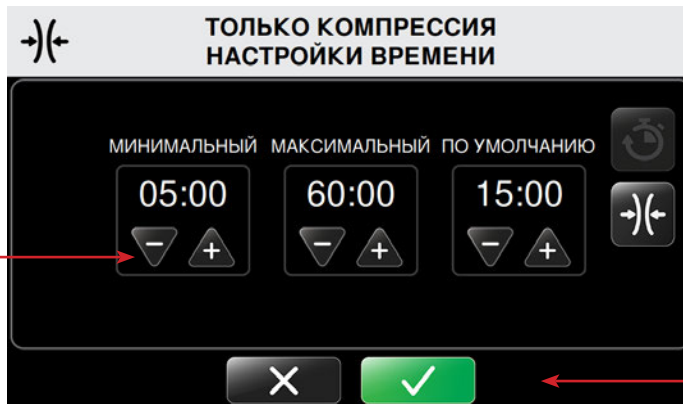 ТОЛЬКО КОМПРЕССИЯ
НАСТРОЙКИ ВРЕМЕНИ
МИНИМАЛЬНЫЙ МАКСИМАЛЬНЫЙ ПО УМОЛЧАНИЮ
05:00 60:00 15:00